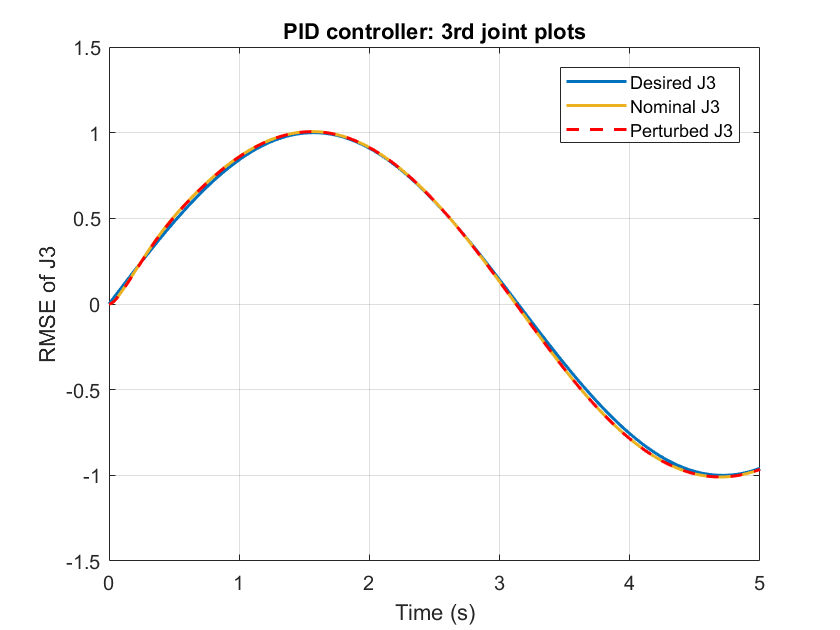 PID controller: 3rd joint plots
Desired J3
Nominal J3
Perturbed J3
RMSE of J3
1.5
1
0.5
0
-0.5
-1
-1.5
0 1 2 3 4 5
Time (s)